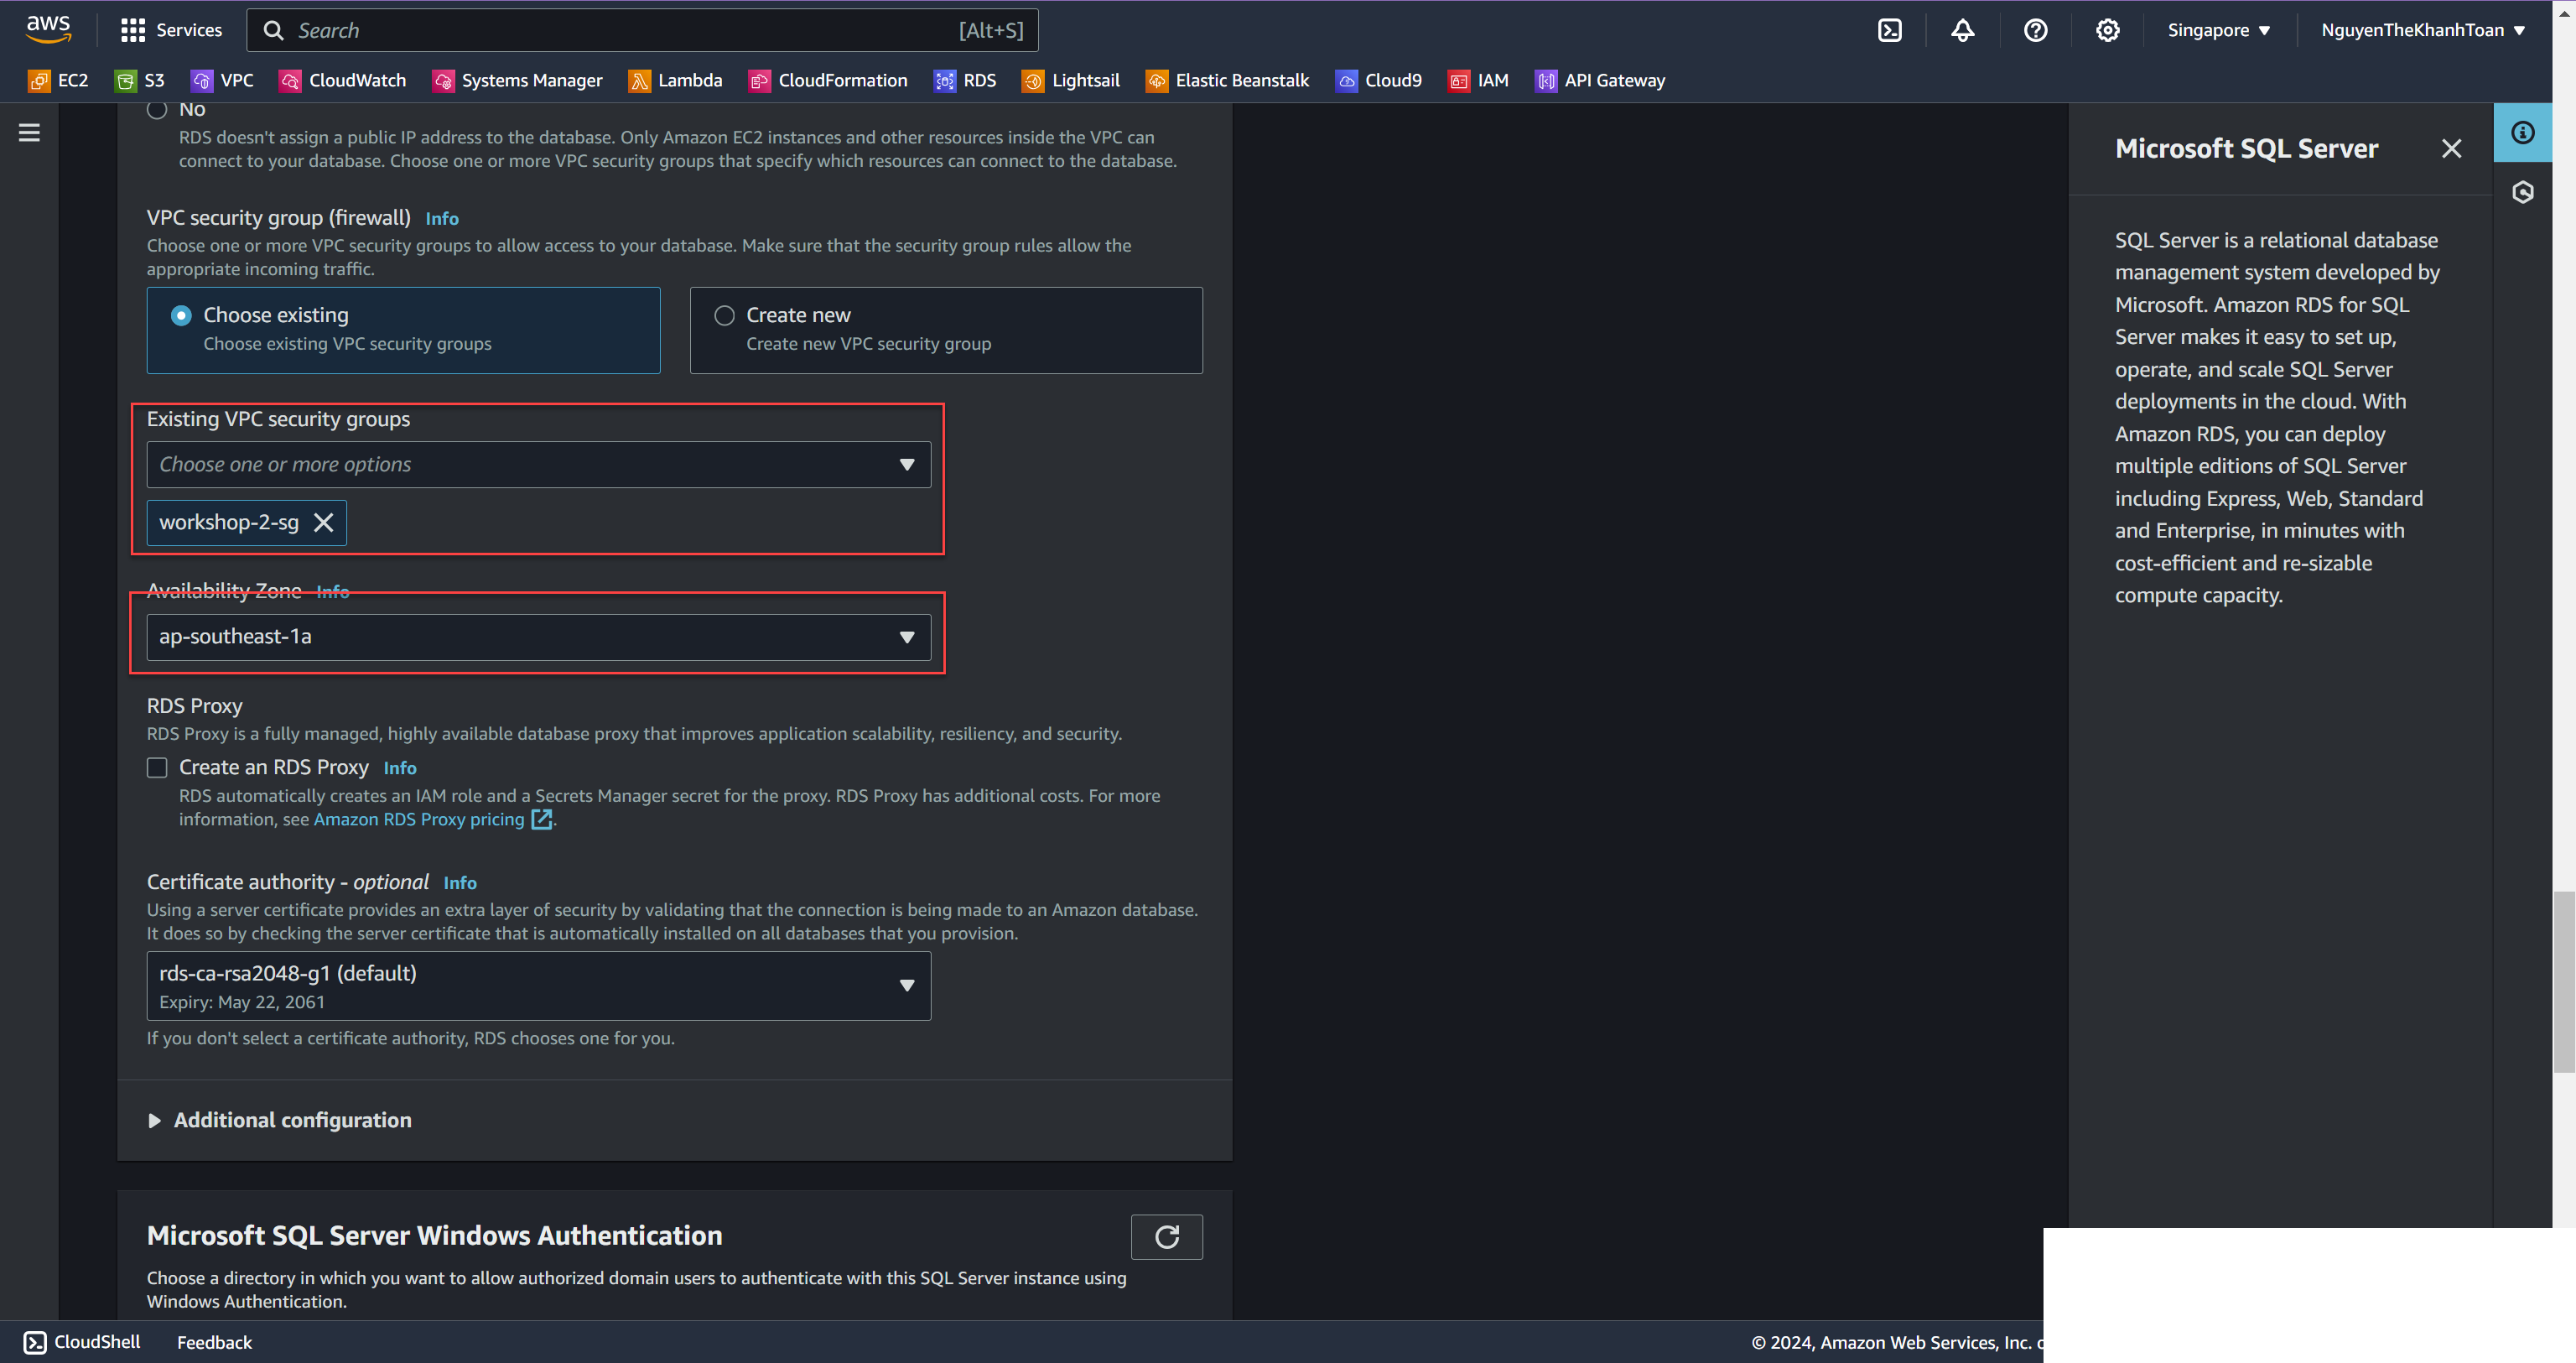 aws
Services
Search
[Alt+S]
Singapore
NguyenTheKhanhToan
EC2
S3
VPC
CloudWatch
Systems Manager
Lambda
CloudFormation
RDS
Lightsail
Elastic Beanstalk
Cloud9
IAM
API Gateway
No
RDS doesn't assign a public IP address to the database. Only Amazon EC2 instances and other resources inside the VPC can
connect to your database. Choose one or more VPC security groups that specify which resources can connect to the database.
VPC security group (firewall) Info
Choose one or more VPC security groups to allow access to your database. Make sure that the security group rules allow the
appropriate incoming traffic.
Choose existing
Choose existing VPC security groups
Create new
Create new VPC security group
Existing VPC security groups
Choose one or more options
workshop-2-sg
Availability Zone Info
ap-southeast-1a
RDS Proxy
RDS Proxy is a fully managed, highly available database proxy that improves application scalability, resiliency, and security.
Create an RDS Proxy Info
RDS automatically creates an IAM role and a Secrets Manager secret for the proxy. RDS Proxy has additional costs. For more
information, see Amazon RDS Proxy pricing.
Certificate authority - optional Info
Using a server certificate provides an extra layer of security by validating that the connection is being made to an Amazon database.
It does so by checking the server certificate that is automatically installed on all databases that you provision.
rds-ca-rsa2048-g1 (default)
Expiry: May 22, 2061
If you don't select a certificate authority, RDS chooses one for you.
Additional configuration
Microsoft SQL Server Windows Authentication
Choose a directory in which you want to allow authorized domain users to authenticate with this SQL Server instance using
Windows Authentication.
Microsoft SQL Server
SQL Server is a relational database
management system developed by
Microsoft. Amazon RDS for SQL
Server makes it easy to set up,
operate, and scale SQL Server
deployments in the cloud. With
Amazon RDS, you can deploy
multiple editions of SQL Server
including Express, Web, Standard
and Enterprise, in minutes with
cost-efficient and re-sizable
compute capacity.
CloudShell
Feedback
© 2024, Amazon Web Services, Inc.